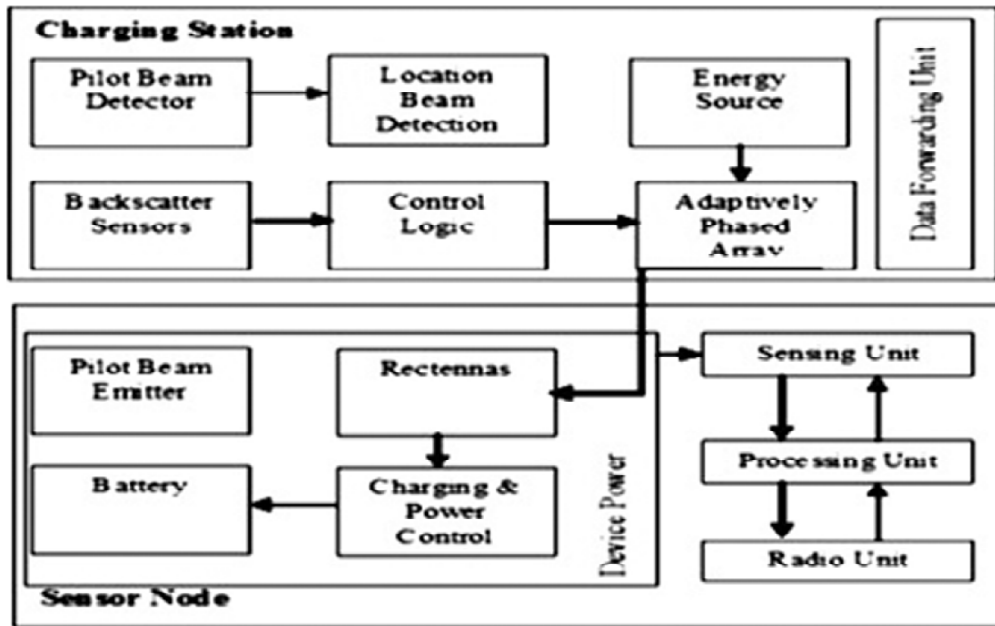 Charging Station
Pilot Beam
Detector
Location
Beam
Detection
Energy
Source
Data Forwarding Unit
Backscatter
Sensors
Control
Logic
Adaptively
Phased
Array
Pilot Beam
Emitter
Rectennas
Sensing Unit
Processing Unit
Battery
Charging &
Power
Control
Device Power
Radio Unit
Sensor Node